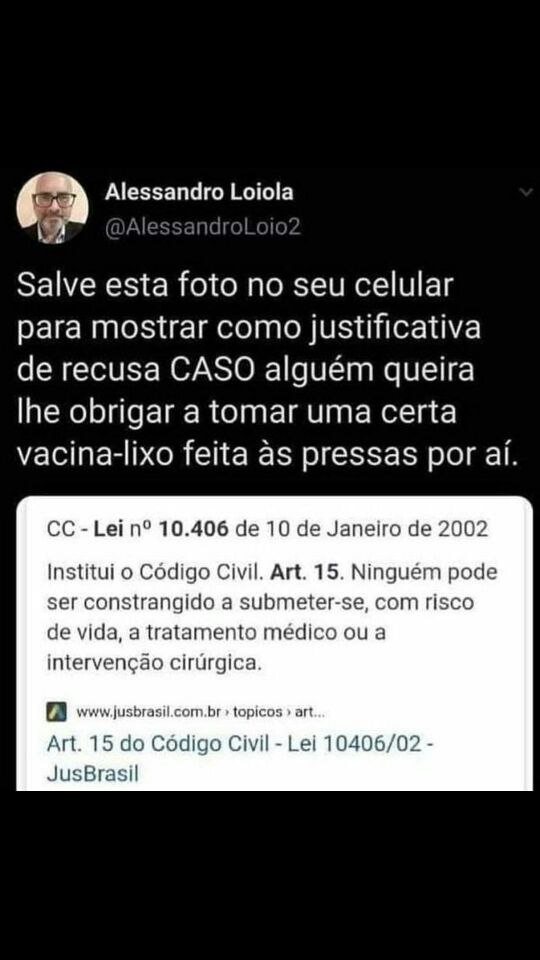 Alessandro Loiola
@AlessandroLoio2
Salve esta foto no seu celular
para mostrar como justificativa
de recusa CASO alguém queira
lhe obrigar a tomar uma certa
vacina-lixo feita às pressas por aí.
CC - Lei nº 10.406 de 10 de Janeiro de 2002
Institui o Código Civil. Art. 15. Ninguém pode
ser constrangido a submeter-se, com risco
de vida, a tratamento médico ou a
intervenção cirúrgica.
www.jusbrasil.com.br › topicos › art...
Art. 15 do Código Civil - Lei 10406/02 -
JusBrasil